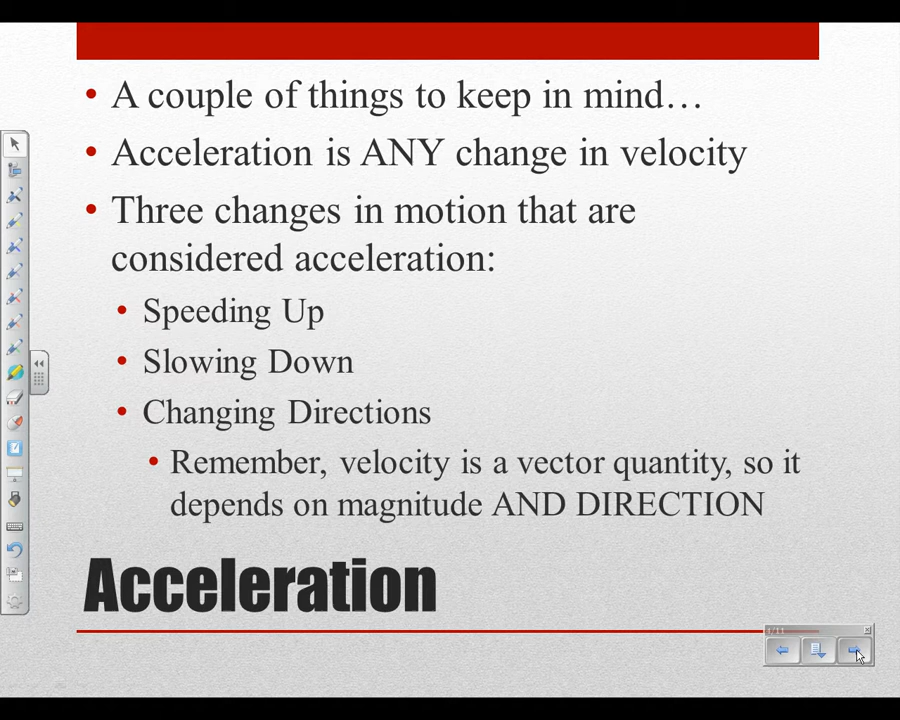 • A couple of things to keep in mind…
• Acceleration is ANY change in velocity
• Three changes in motion that are
considered acceleration:
• Speeding Up
• Slowing Down
• Changing Directions
• Remember, velocity is a vector quantity, so it
depends on magnitude AND DIRECTION
Acceleration